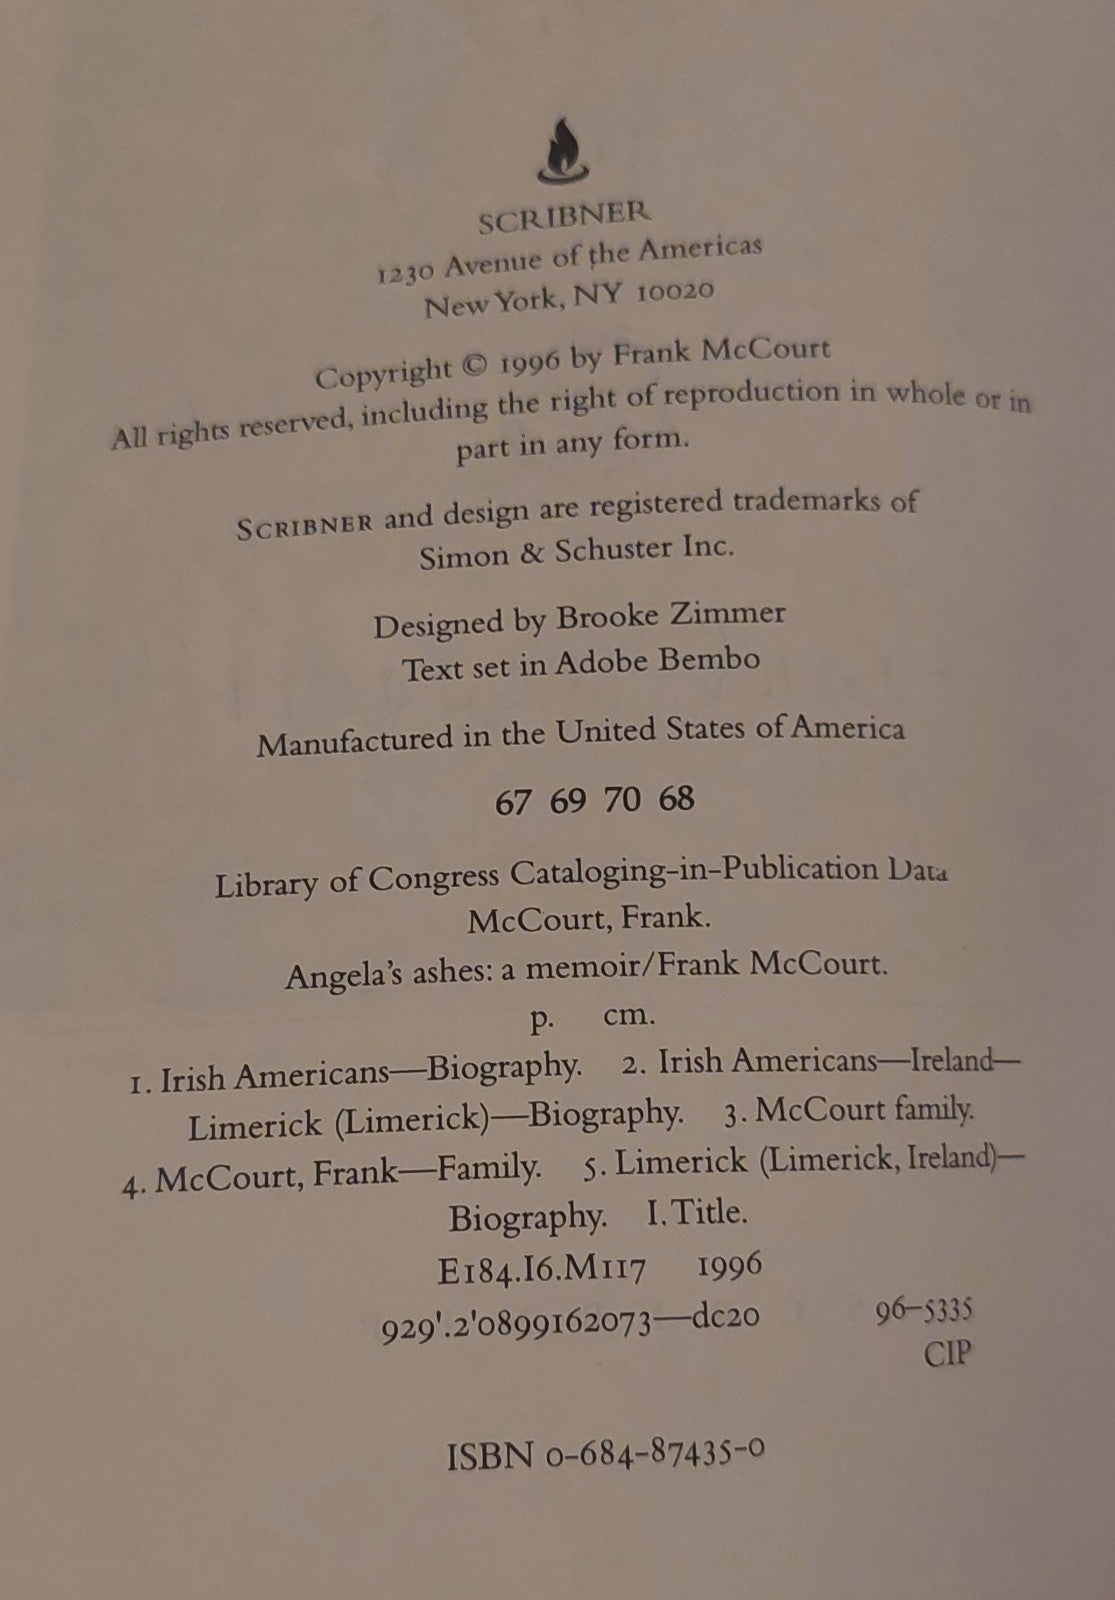 SCRIBNER
1230 Avenue of the Americas
New York, NY 10020
Copyright © 1996 by Frank McCourt
All rights reserved, including the right of reproduction in whole or in
part in any form.
SCRIBNER and design are registered trademarks of
Simon & Schuster Inc.
Designed by Brooke Zimmer
Text set in Adobe Bembo
Manufactured in the United States of America
67 69 70 68
Library of Congress Cataloging-in-Publication Data
McCourt, Frank.
Angela's ashes: a memoir/Frank McCourt.
p. cm.
1. Irish Americans—Biography. 2. Irish Americans—Ireland—
Limerick (Limerick)—Biography. 3. McCourt family.
4. McCourt, Frank—Family. 5. Limerick (Limerick, Ireland)—
Biography. I. Title.
E184.I6.M117 1996
929'.2'0899162073—dc20 96-5335
CIP
ISBN 0-684-87435-0